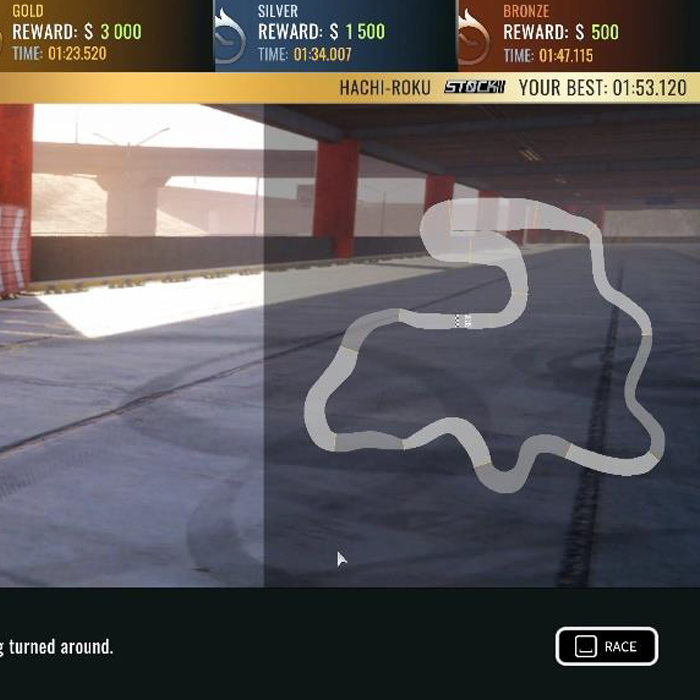 GOLD
REWARD: $ 3 000
TIME: 01:23.520
SILVER
REWARD: $ 1 500
TIME: 01:34.007
BRONZE
REWARD: $ 500
TIME: 01:47.115
HACHI-ROKU STOCK YOUR BEST: 01:53.120
g turned around.
RACE